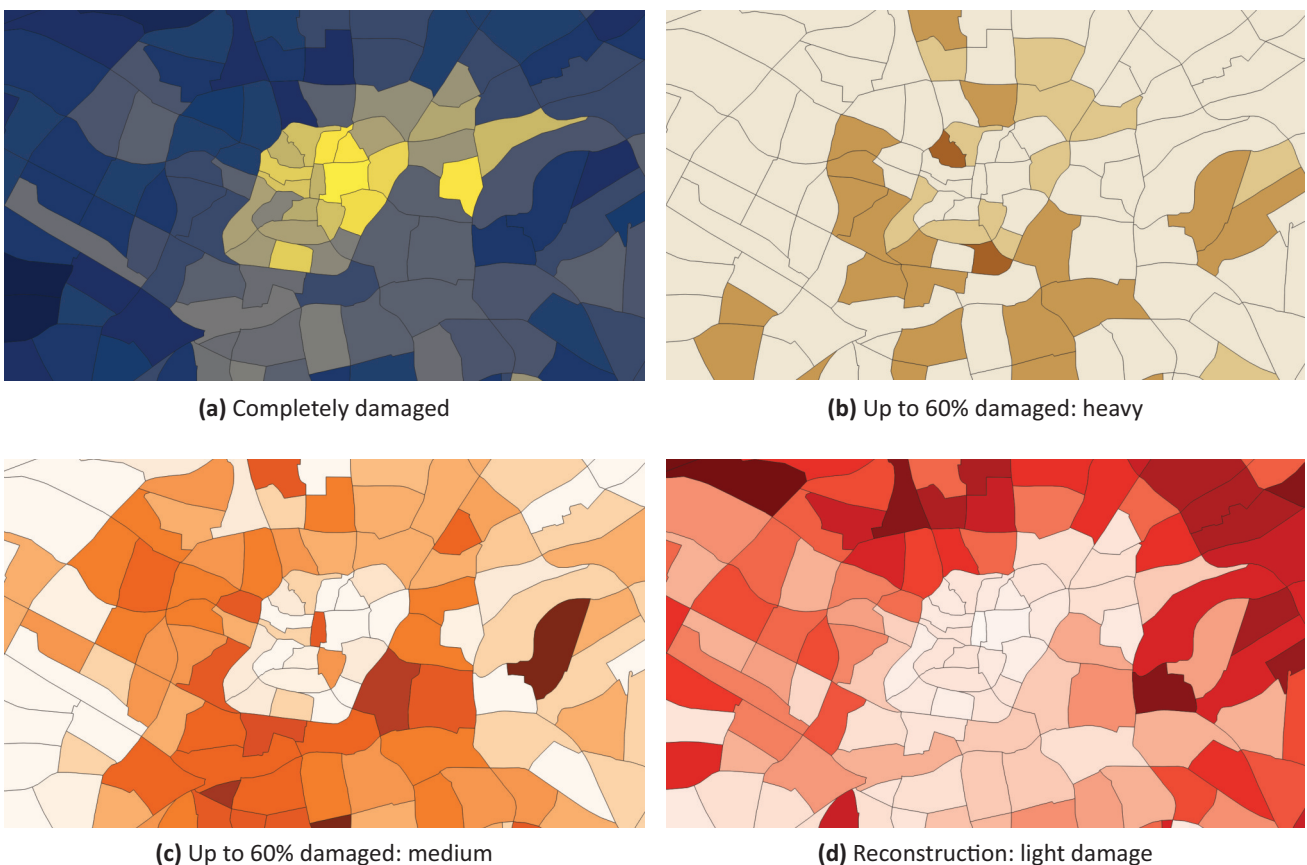 (a) Completely damaged
(b) Up to 60% damaged: heavy
(c) Up to 60% damaged: medium
(d) Reconstruction: light damage